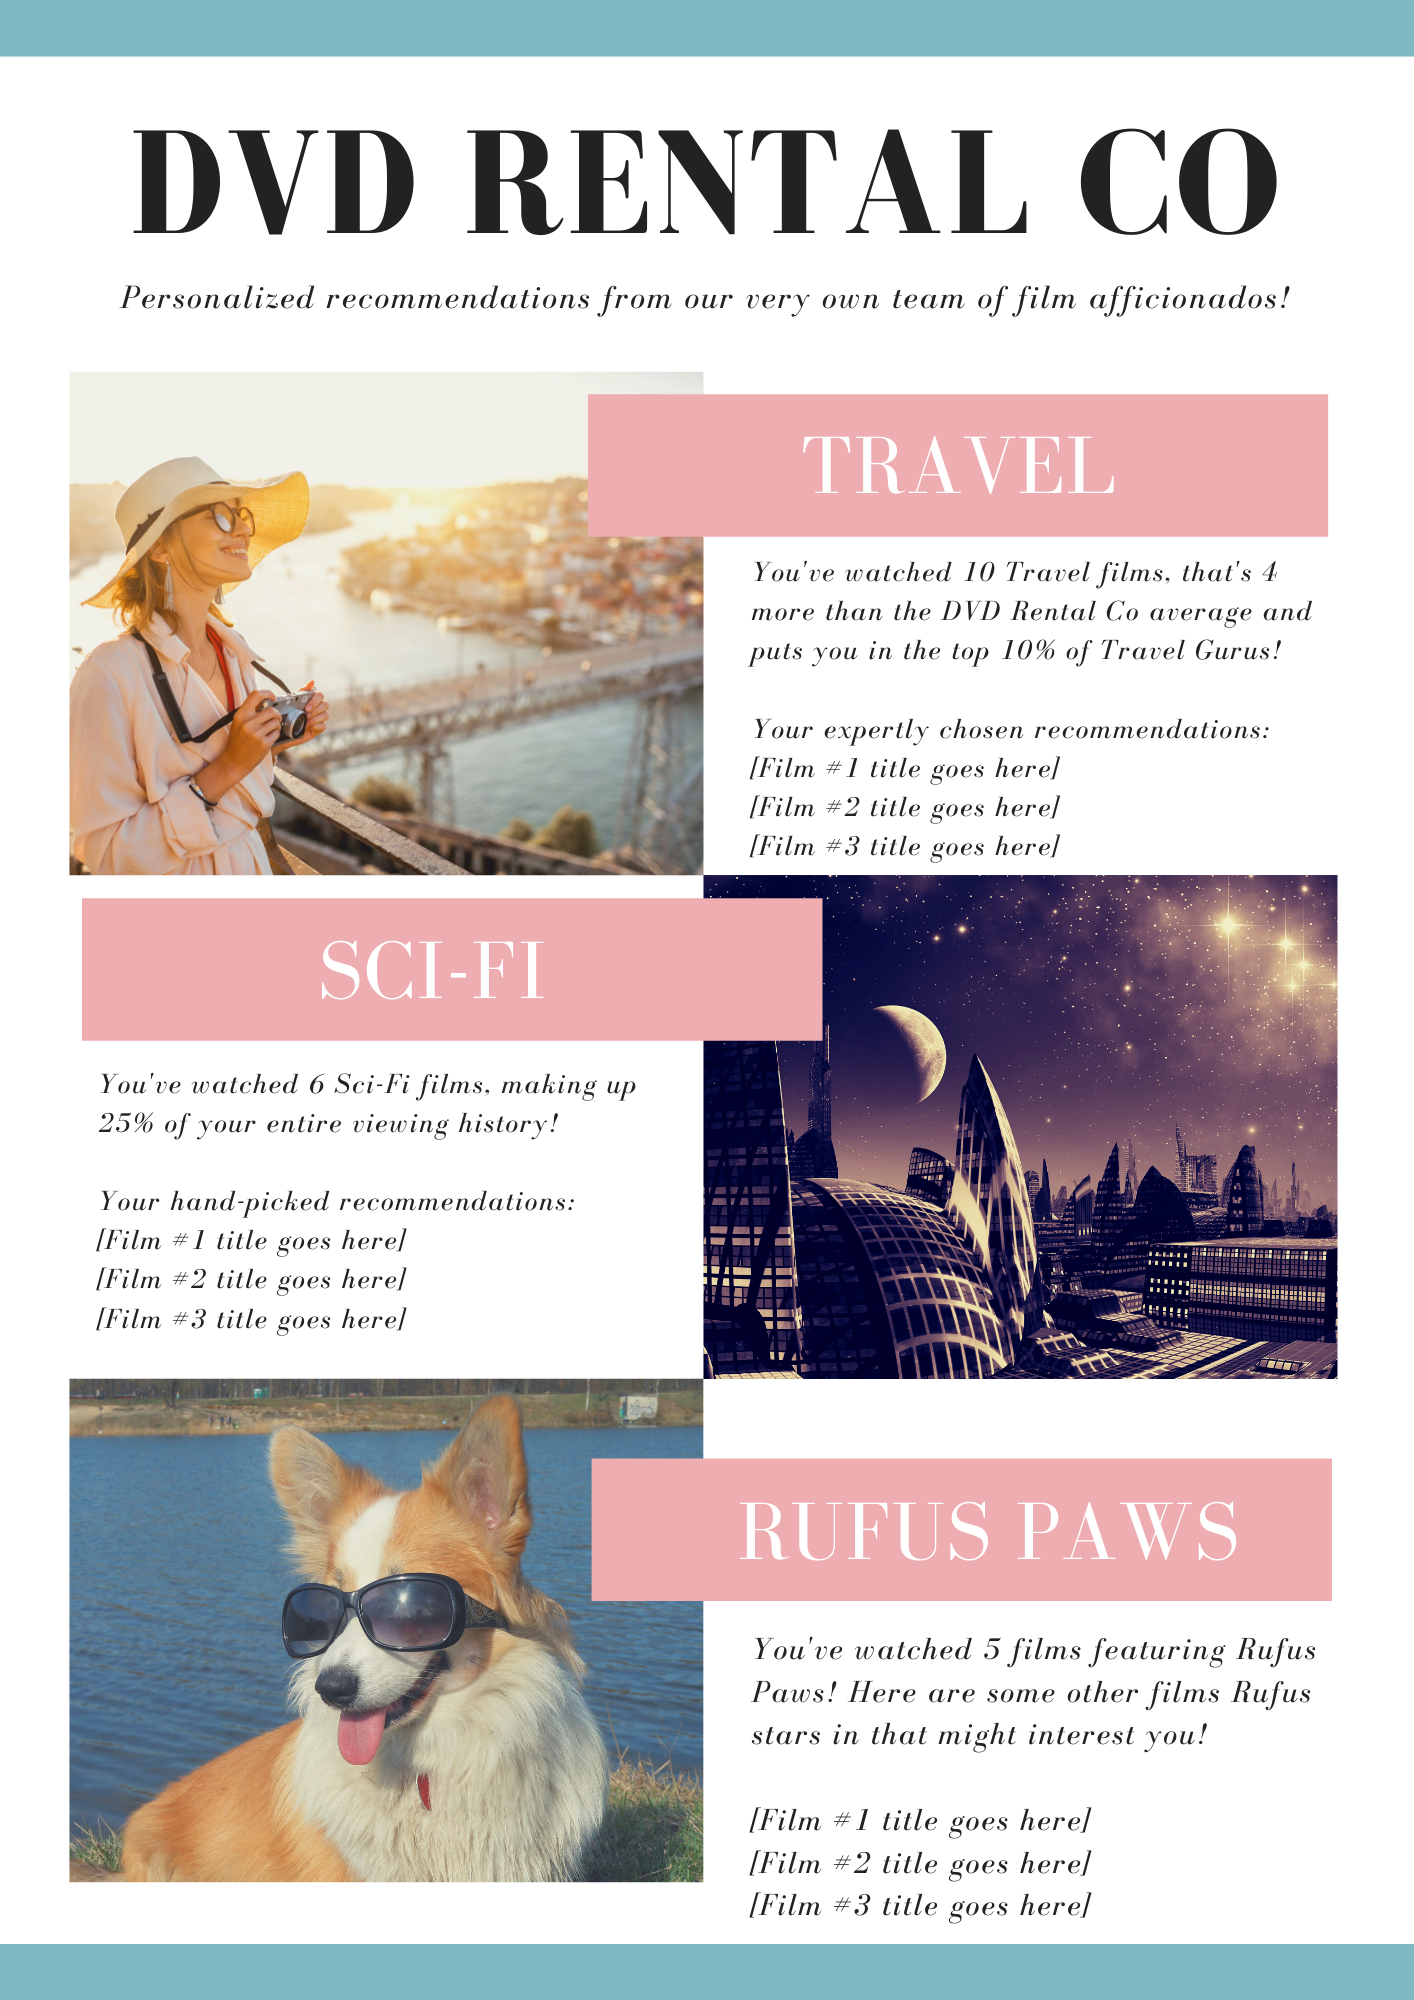 DVD RENTAL CO
Personalized recommendations from our very own team of film afficionados!
TRAVEL
You've watched 10 Travel films, that's 4
more than the DVD Rental Co average and
puts you in the top 10% of Travel Gurus!
Your expertly chosen recommendations:
[Film #1 title goes here]
[Film #2 title goes here]
[Film #3 title goes here]
SCI-FI
You've watched 6 Sci-Fi films, making up
25% of your entire viewing history!
Your hand-picked recommendations:
[Film #1 title goes here]
[Film #2 title goes here]
[Film #3 title goes here]
RUFUS PAWS
You've watched 5 films featuring Rufus
Paws! Here are some other films Rufus
stars in that might interest you!
[Film #1 title goes here]
[Film #2 title goes here]
[Film #3 title goes here]